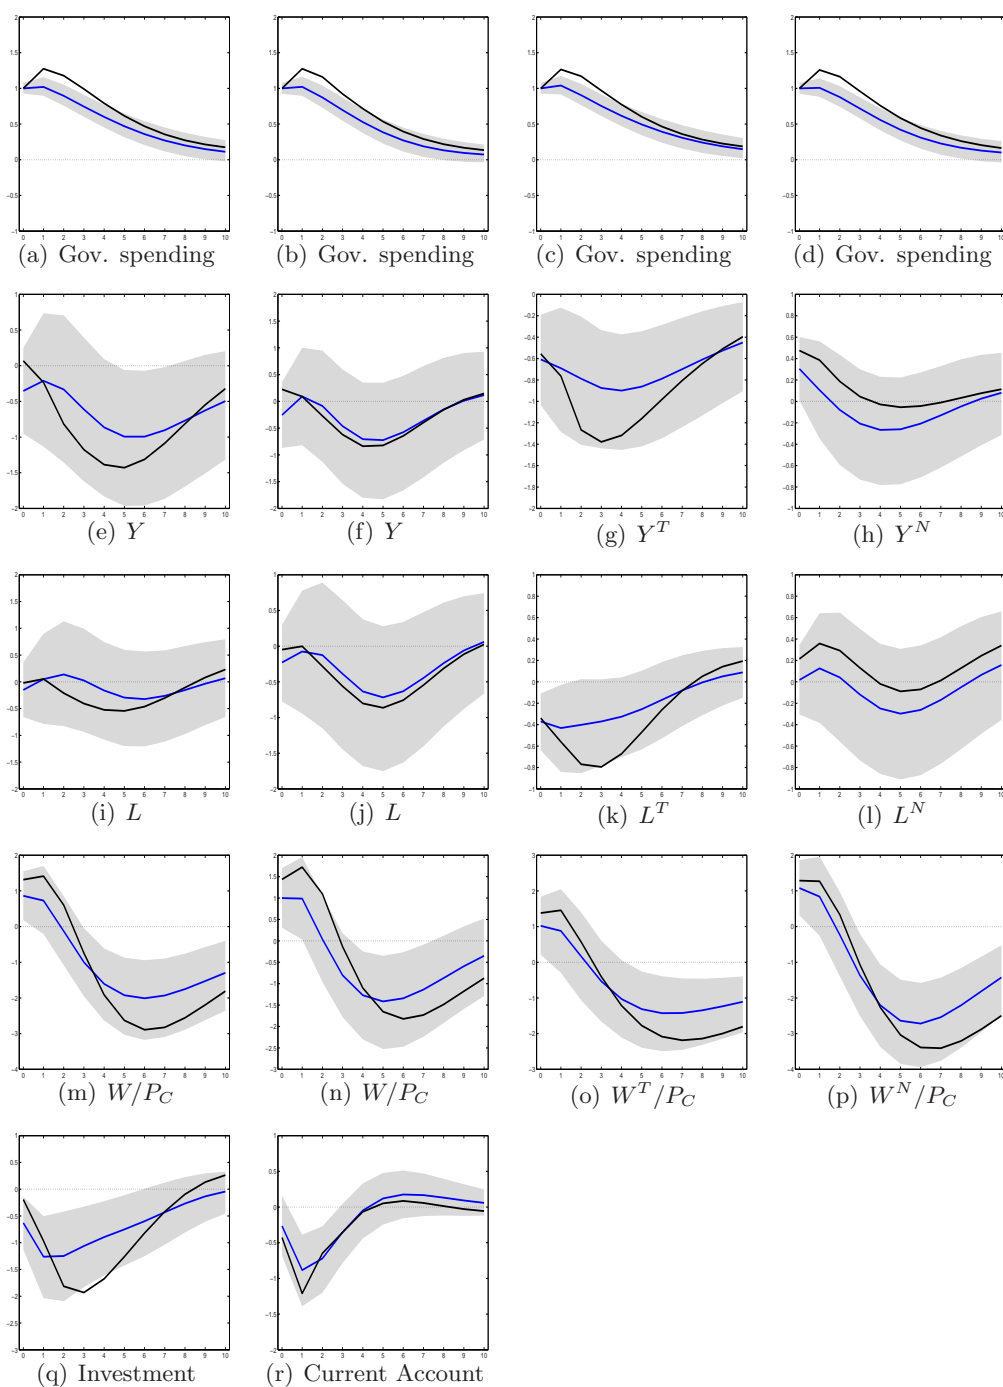 (a) Gov. spending
(b) Gov. spending
(c) Gov. spending
(d) Gov. spending
(e) Y
(f) Y
(g) Y^T
(h) Y^N
(i) L
(j) L
(k) L^T
(l) L^N
(m) W/P_C
(n) W/P_C
(o) W^T/P_C
(p) W^N/P_C
(q) Investment
(r) Current Account